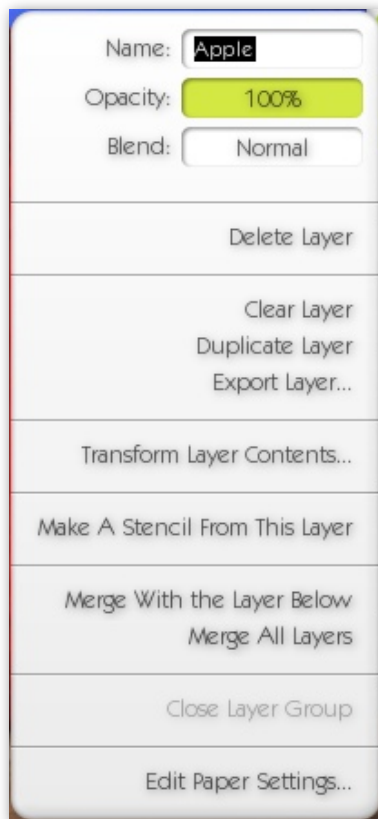 Name: Apple
Opacity: 100%
Blend: Normal
Delete Layer
Clear Layer
Duplicate Layer
Export Layer...
Transform Layer Contents...
Make A Stencil From This Layer
Merge With the Layer Below
Merge All Layers
Close Layer Group
Edit Paper Settings...